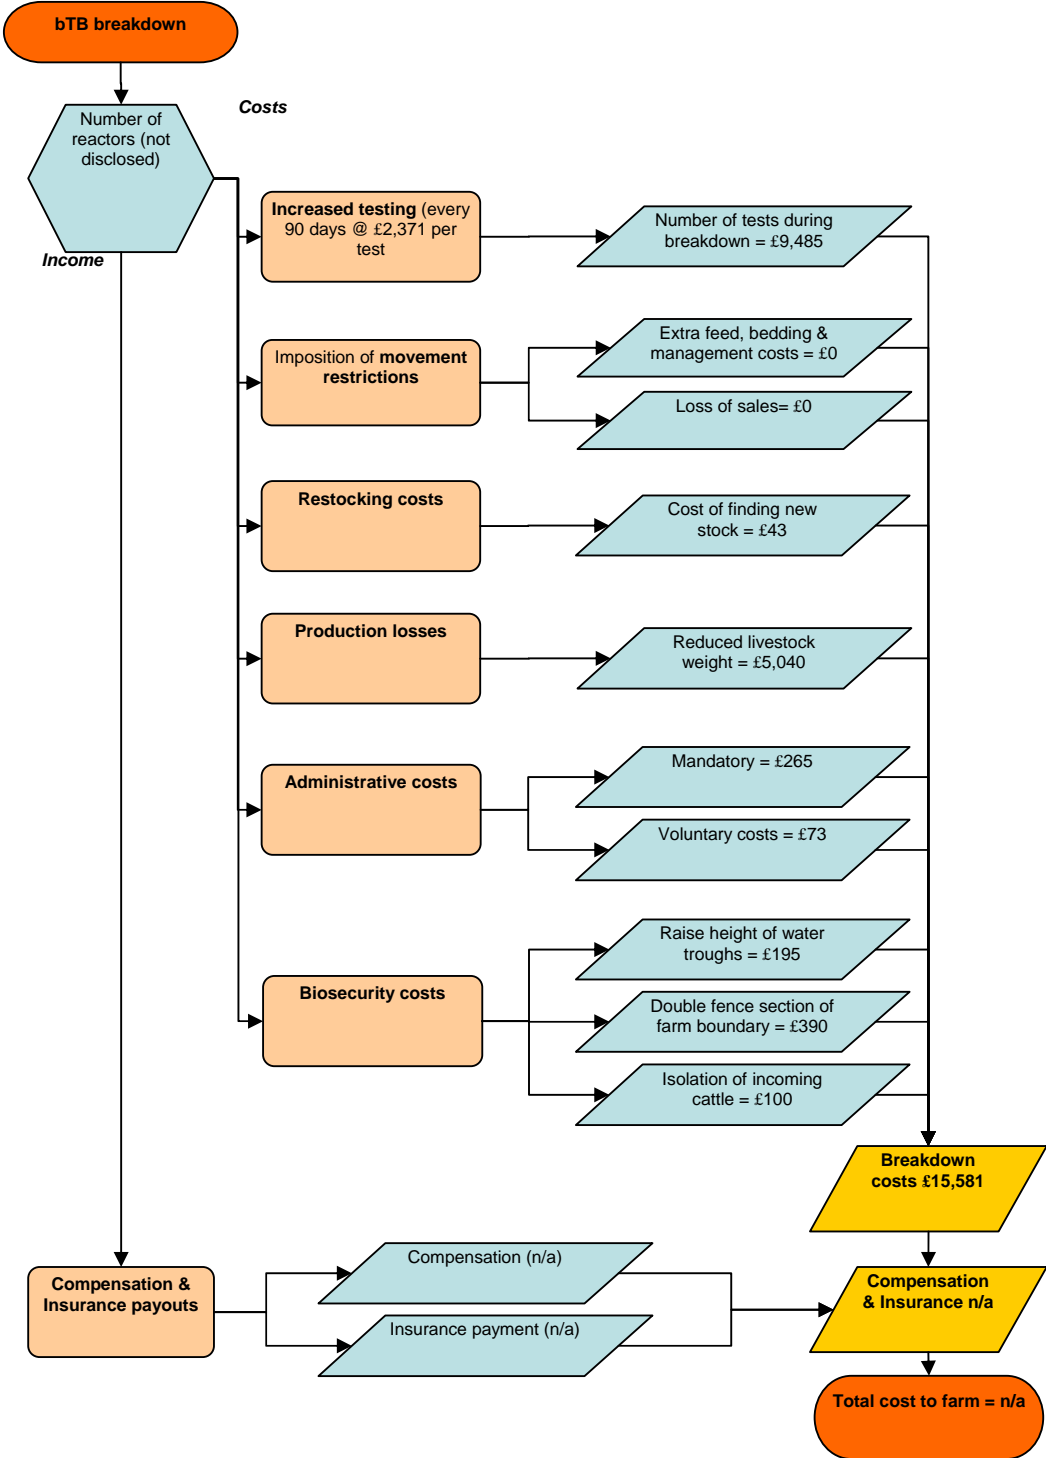 bTB breakdown
Costs
Number of
reactors (not
disclosed)
Income
Increased testing (every
90 days @ £2,371 per
test
Number of tests during
breakdown = £9,485
Imposition of movement
restrictions
Extra feed, bedding &
management costs = £0
Loss of sales= £0
Restocking costs
Cost of finding new
stock = £43
Production losses
Reduced livestock
weight = £5,040
Administrative costs
Mandatory = £265
Voluntary costs = £73
Biosecurity costs
Raise height of water
troughs = £195
Double fence section of
farm boundary = £390
Isolation of incoming
cattle = £100
Breakdown
costs £15,581
Compensation &
Insurance payouts
Compensation (n/a)
Insurance payment (n/a)
Compensation
& Insurance n/a
Total cost to farm = n/a